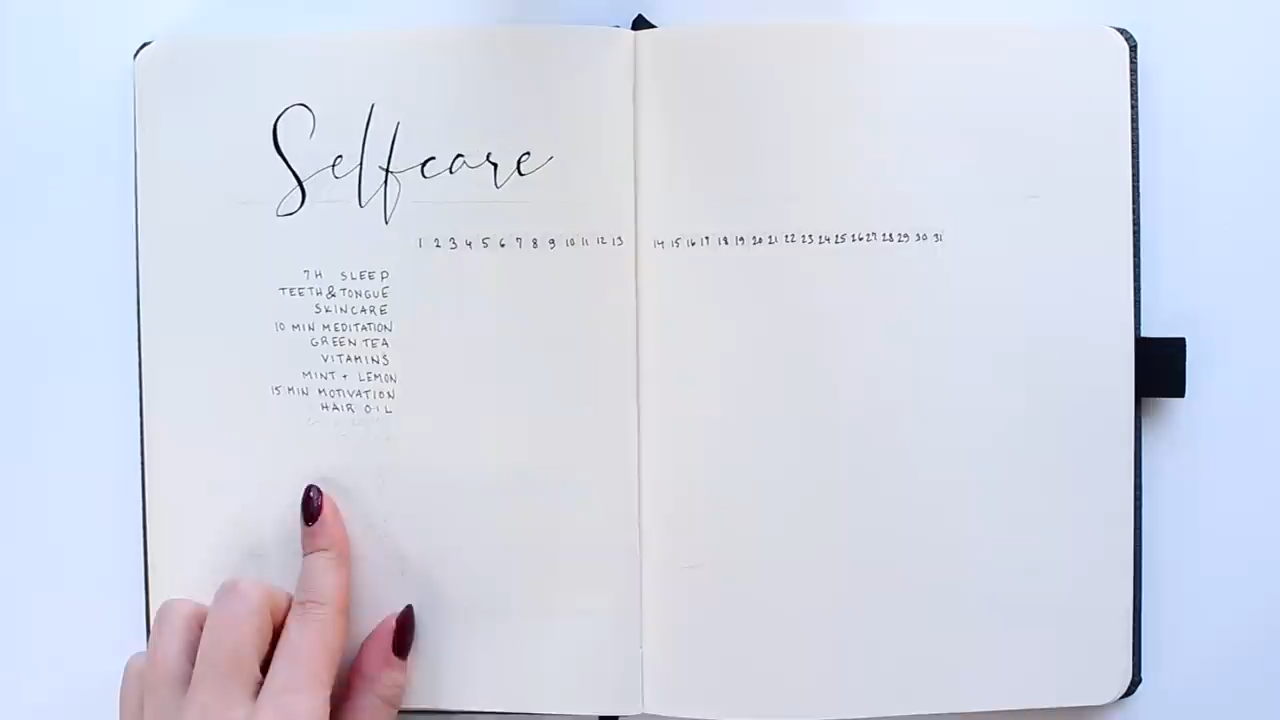 Selfcare
1 2 3 4 5 6 7 8 9 10 11 12 13 14 15 16 17 18 19 20 21 22 23 24 25 26 27 28 29 30 31
7H SLEEP
TEETH & TONGUE
SKINCARE
10 MIN MEDITATION
GREEN TEA
VITAMINS
MINT + LEMON
15 MIN MOTIVATION
HAIR OIL